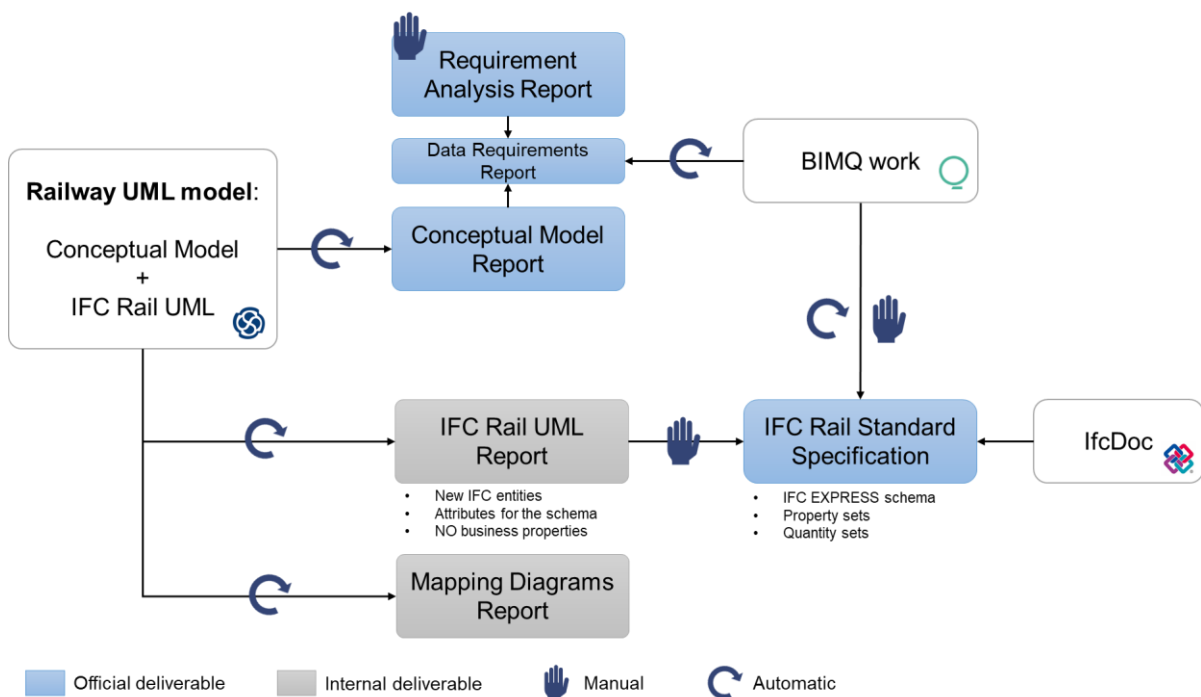 Requirement
Analysis Report
Data Requirements
Report
BIMQ work
Railway UML model:
Conceptual Model
+
IFC Rail UML
Conceptual Model
Report
IFC Rail UML
Report
• New IFC entities
• Attributes for the schema
• NO business properties
IFC Rail Standard
Specification
• IFC EXPRESS schema
• Property sets
• Quantity sets
IfcDoc
Mapping Diagrams
Report
Official deliverable
Internal deliverable
Manual
Automatic